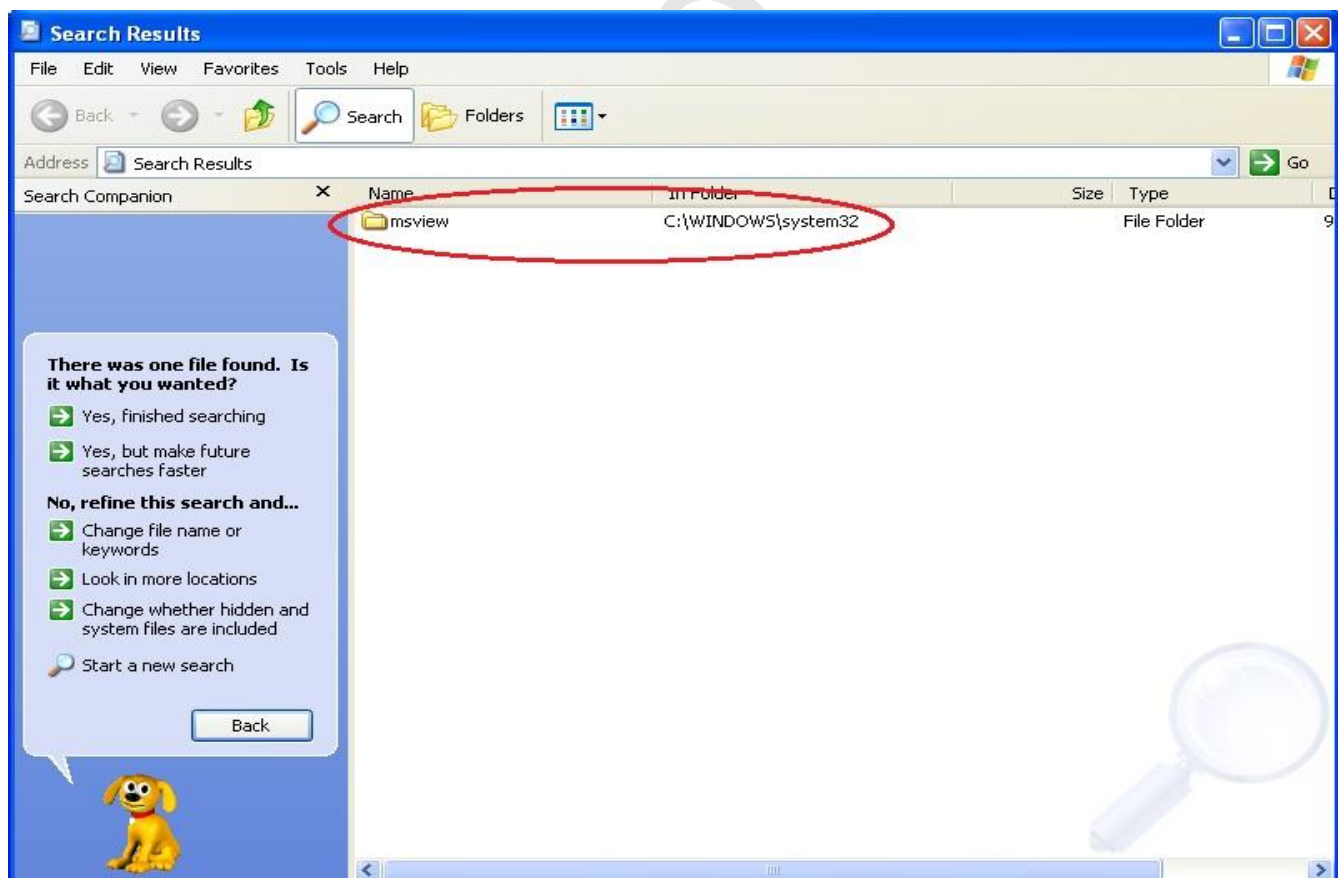 Search Results
File Edit View Favorites Tools Help
Back Search Folders
Address Search Results Go
Search Companion Name In Folder Size Type
msview C:\WINDOWS\system32 File Folder 9
There was one file found. Is
it what you wanted?
Yes, finished searching
Yes, but make future
searches faster
No, refine this search and...
Change file name or
keywords
Look in more locations
Change whether hidden and
system files are included
Start a new search
Back